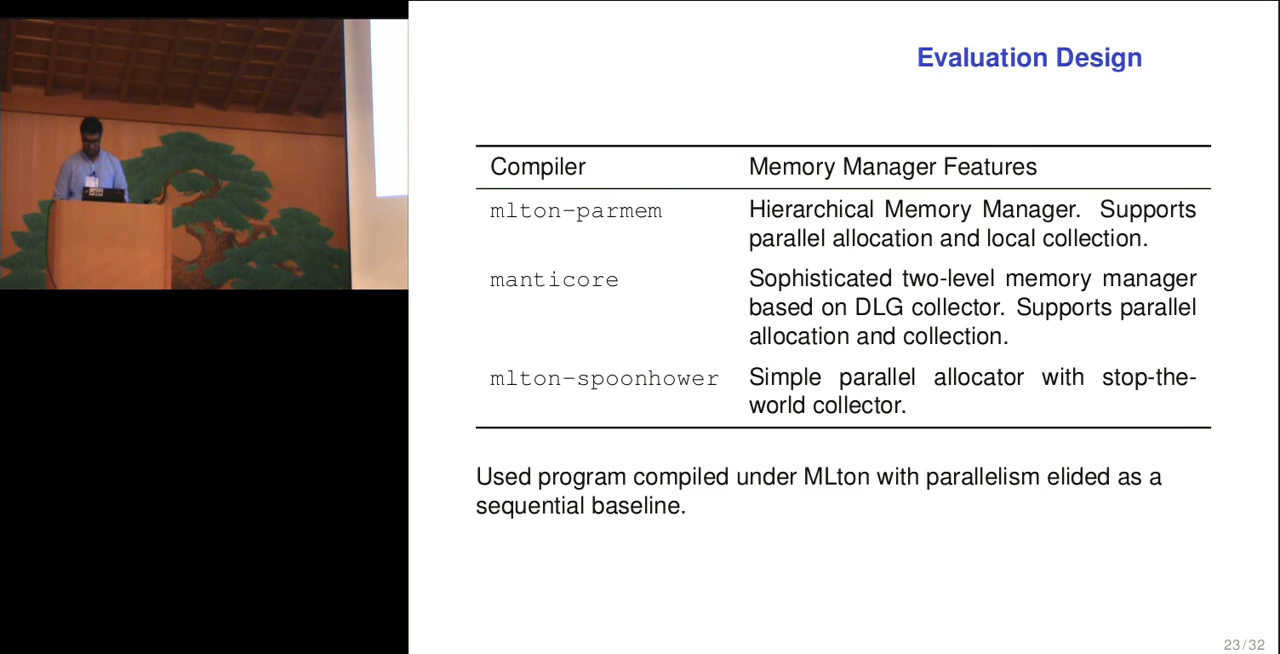 Evaluation Design
Compiler Memory Manager Features
mlton-parmem Hierarchical Memory Manager. Supports
parallel allocation and local collection.
manticore Sophisticated two-level memory manager
based on DLG collector. Supports parallel
allocation and collection.
mlton-spoonhower Simple parallel allocator with stop-the-
world collector.
Used program compiled under MLton with parallelism elided as a
sequential baseline.
23/32